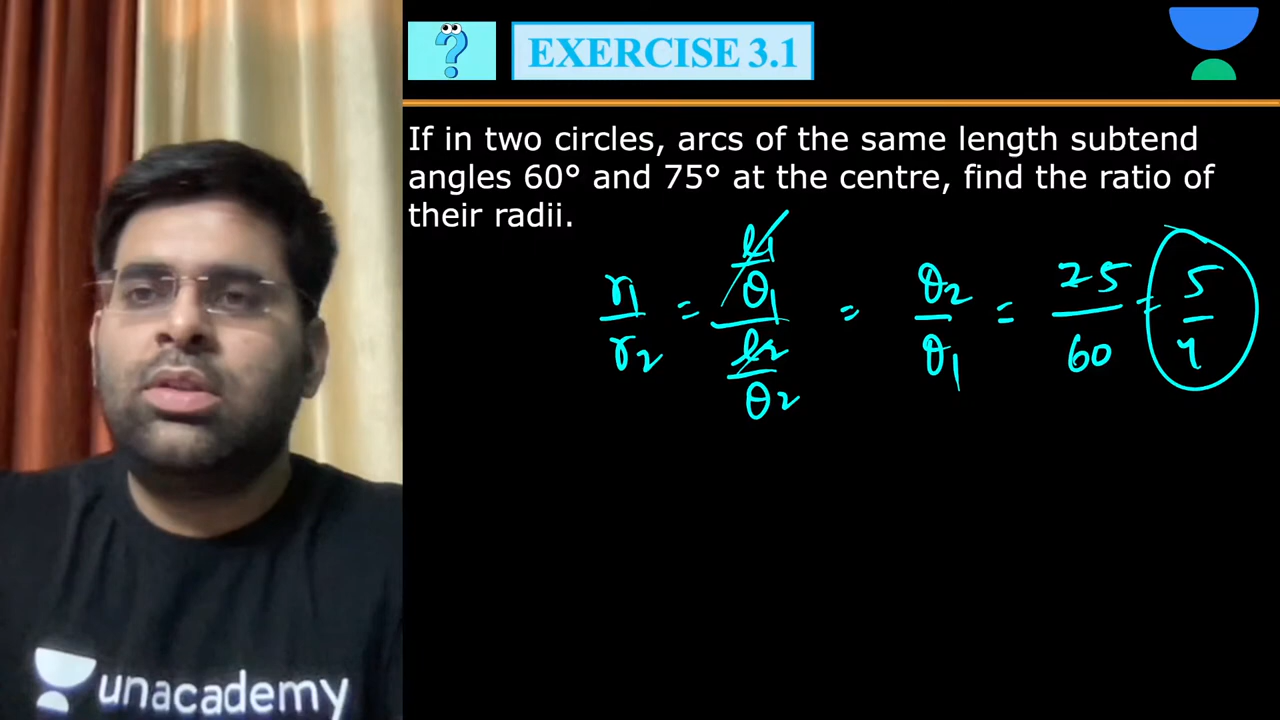 ?
EXERCISE 3.1
If in two circles, arcs of the same length subtend
angles 60° and 75° at the centre, find the ratio of
their radii.
r1/r2 = (l1/θ1)/(l2/θ2) = θ2/θ1 = 75/60 = 5/4
unacademy